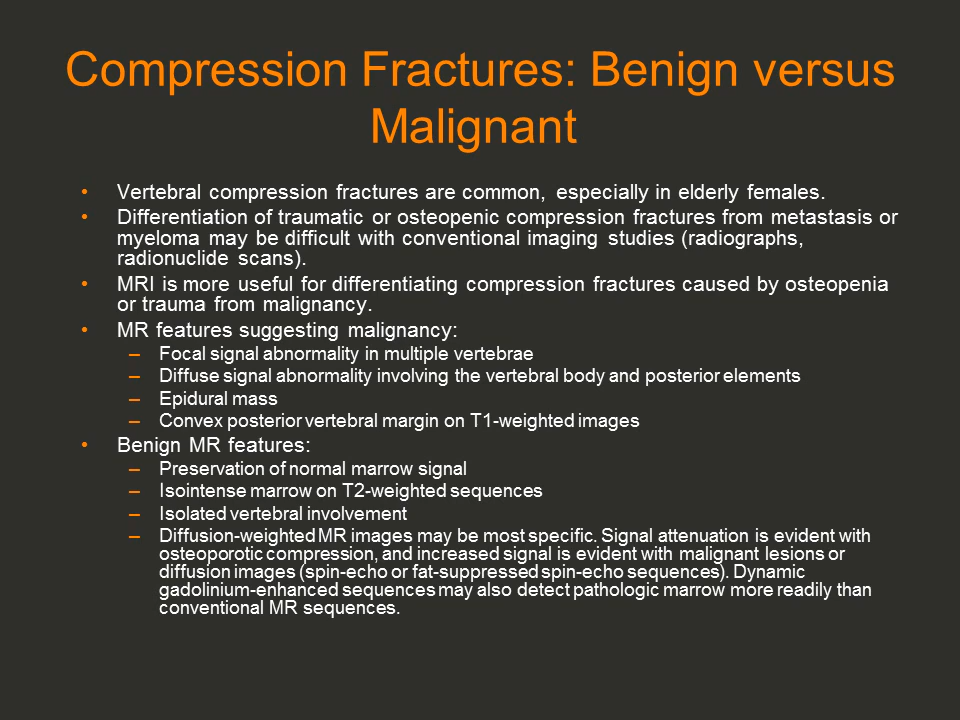 Compression Fractures: Benign versus
Malignant
• Vertebral compression fractures are common, especially in elderly females.
• Differentiation of traumatic or osteopenic compression fractures from metastasis or
myeloma may be difficult with conventional imaging studies (radiographs,
radionuclide scans).
• MRI is more useful for differentiating compression fractures caused by osteopenia
or trauma from malignancy.
• MR features suggesting malignancy:
– Focal signal abnormality in multiple vertebrae
– Diffuse signal abnormality involving the vertebral body and posterior elements
– Epidural mass
– Convex posterior vertebral margin on T1-weighted images
• Benign MR features:
– Preservation of normal marrow signal
– Isointense marrow on T2-weighted sequences
– Isolated vertebral involvement
– Diffusion-weighted MR images may be most specific. Signal attenuation is evident with
osteoporotic compression, and increased signal is evident with malignant lesions or
diffusion images (spin-echo or fat-suppressed spin-echo sequences). Dynamic
gadolinium-enhanced sequences may also detect pathologic marrow more readily than
conventional MR sequences.